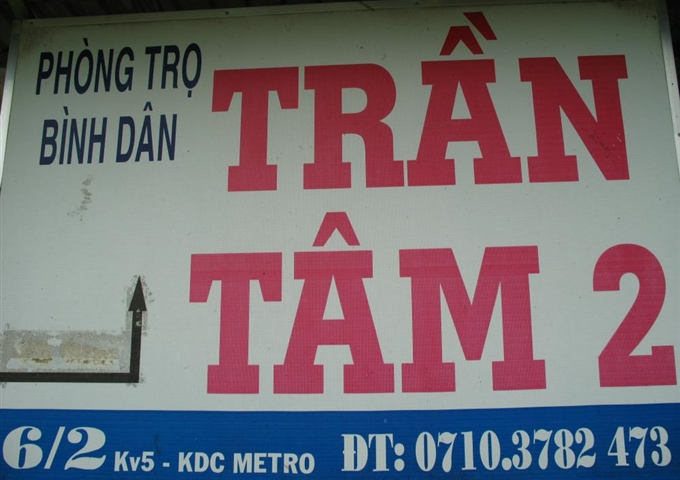 PHÒNG TRỌ
BÌNH DÂN
TRẦN
TÂM 2
6/2 Kv5 - KDC METRO ĐT: 0710.3782 473